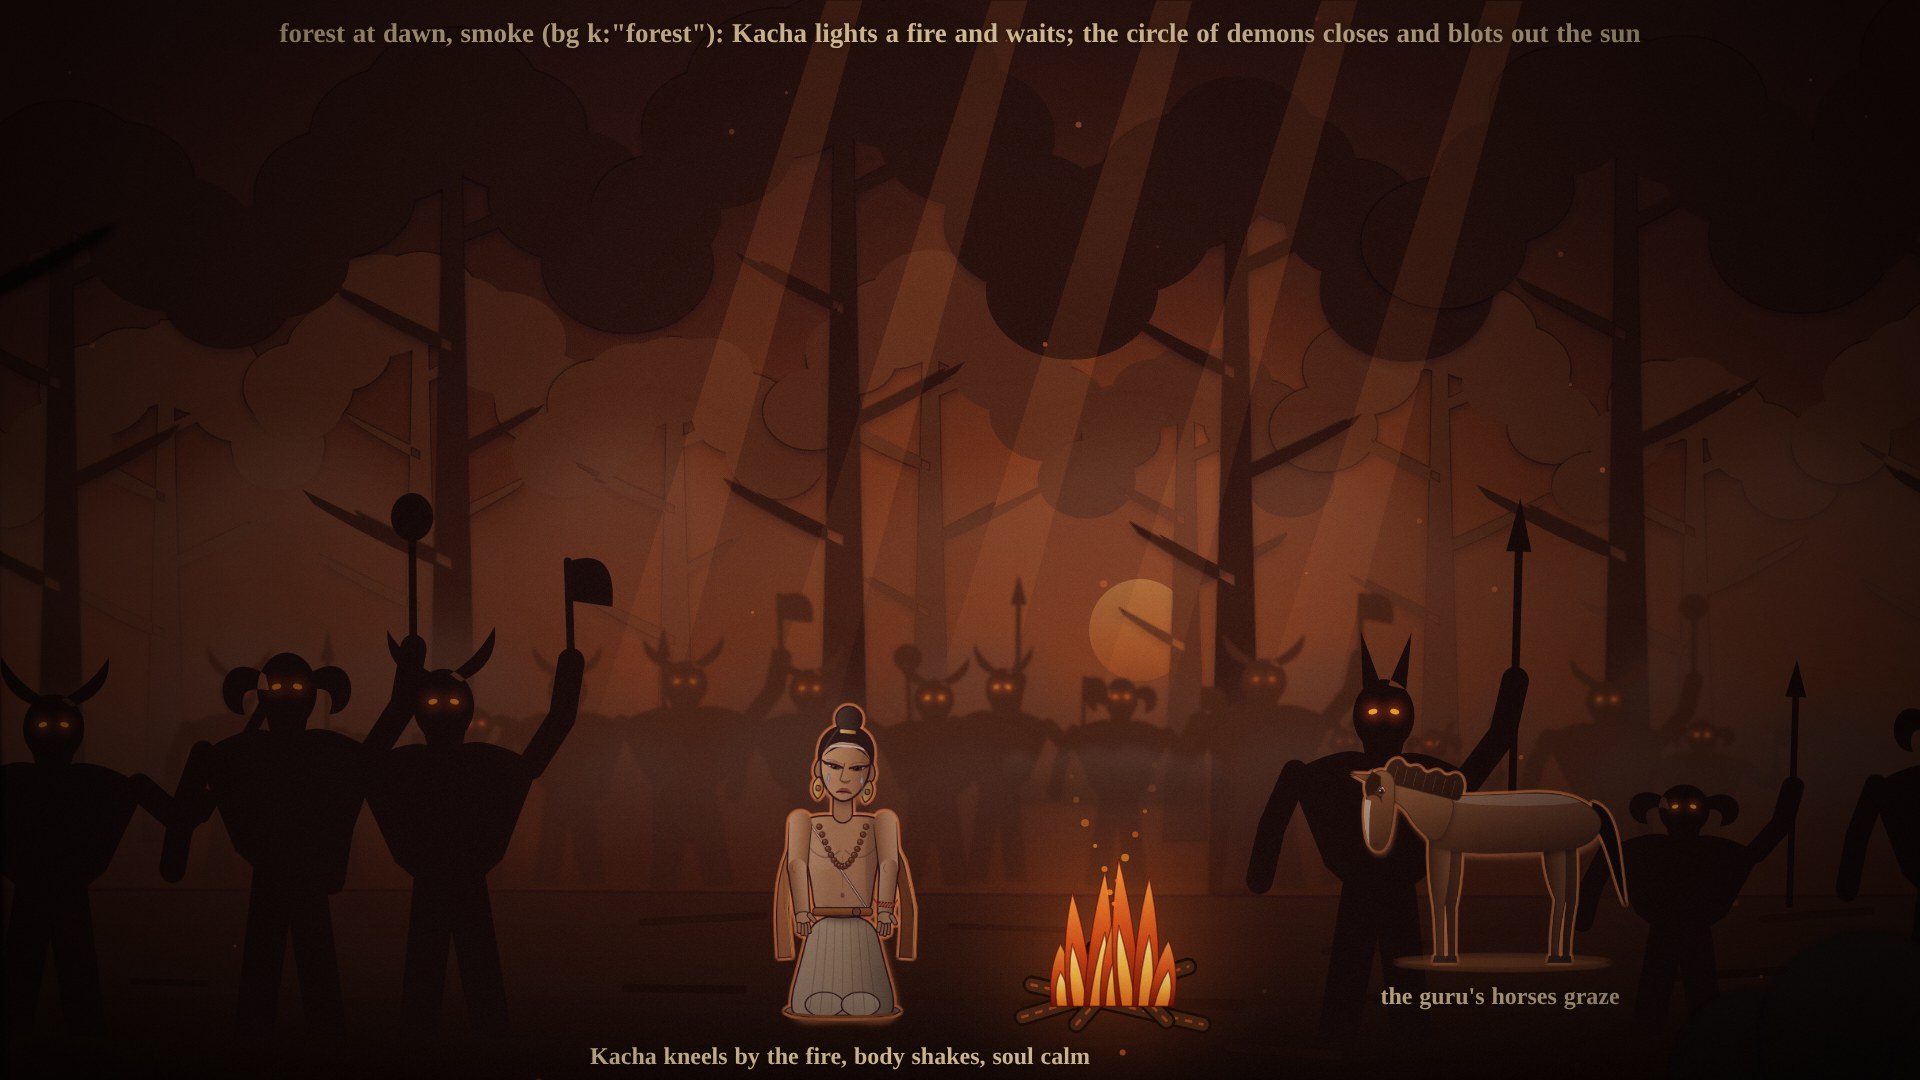 forest at dawn, smoke (bg k:"forest"): Kacha lights a fire and waits; the circle of demons closes and blots out the sun
the guru's horses graze
Kacha kneels by the fire, body shakes, soul calm